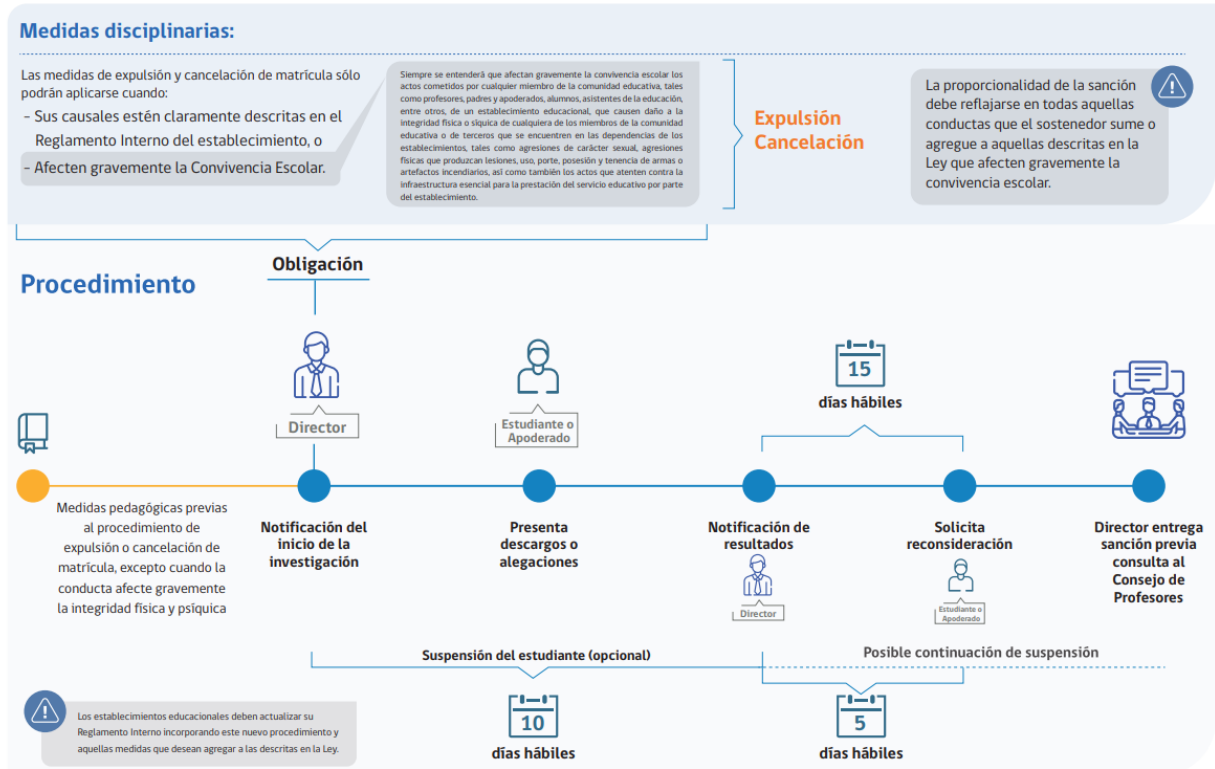 Medidas disciplinarias:
Las medidas de expulsión y cancelación de matrícula sólo
podrán aplicarse cuando:
- Sus causales estén claramente descritas en el
Reglamento Interno del establecimiento, o
- Afecten gravemente la Convivencia Escolar.
Siempre se entenderá que afectan gravemente la convivencia escolar los
actos cometidos por cualquier miembro de la comunidad educativa, tales
como profesores, padres y apoderados, alumnos, asistentes de la educación,
entre otros, de un establecimiento educacional, que causen daño a la
integridad física o síquica de cualquiera de los miembros de la comunidad
educativa o de terceros que se encuentren en las dependencias de los
establecimientos, tales como agresiones de carácter sexual, agresiones
físicas que produzcan lesiones, uso, porte, posesión y tenencia de armas o
artefactos incendiarios, así como también los actos que atenten contra la
infraestructura esencial para la prestación del servicio educativo por parte
del establecimiento.
Expulsión
Cancelación
La proporcionalidad de la sanción
debe reflajarse en todas aquellas
conductas que el sostenedor sume o
agregue a aquellas descritas en la
Ley que afecten gravemente la
convivencia escolar.
Obligación
Procedimiento
Director
Estudiante o
Apoderado
15
días hábiles
Medidas pedagógicas previas
al procedimiento de
expulsión o cancelación de
matrícula, excepto cuando la
conducta afecte gravemente
la integridad física y psíquica
Notificación del
inicio de la
investigación
Presenta
descargos o
alegaciones
Notificación de
resultados
Director
Solicita
reconsideración
Estudiante o
Apoderado
Director entrega
sanción previa
consulta al
Consejo de
Profesores
Suspensión del estudiante (opcional)
Posible continuación de suspensión
10
días hábiles
5
días hábiles
Los establecimientos educacionales deben actualizar su
Reglamento Interno incorporando este nuevo procedimiento y
aquellas medidas que desean agregar a las descritas en la Ley.